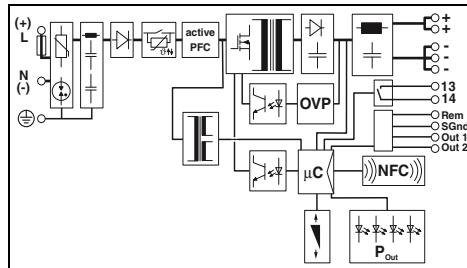 (+)
L
N
(-)
ϑ
active
PFC
OVP
+
+
-
-
-
13
14
Rem
SGnd
Out 1
Out 2
µC
NFC
P Out